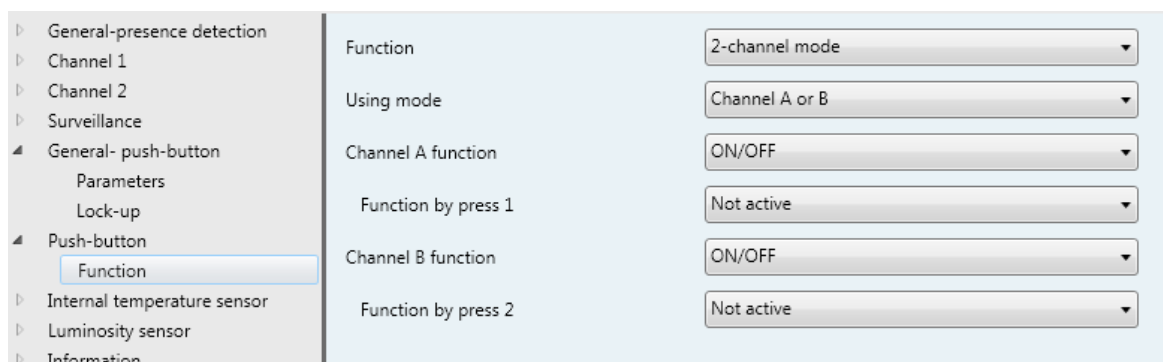 General-presence detection
Channel 1
Channel 2
Surveillance
General- push-button
Parameters
Lock-up
Push-button
Function
Internal temperature sensor
Luminosity sensor
Information
Function 2-channel mode
Using mode Channel A or B
Channel A function ON/OFF
Function by press 1 Not active
Channel B function ON/OFF
Function by press 2 Not active